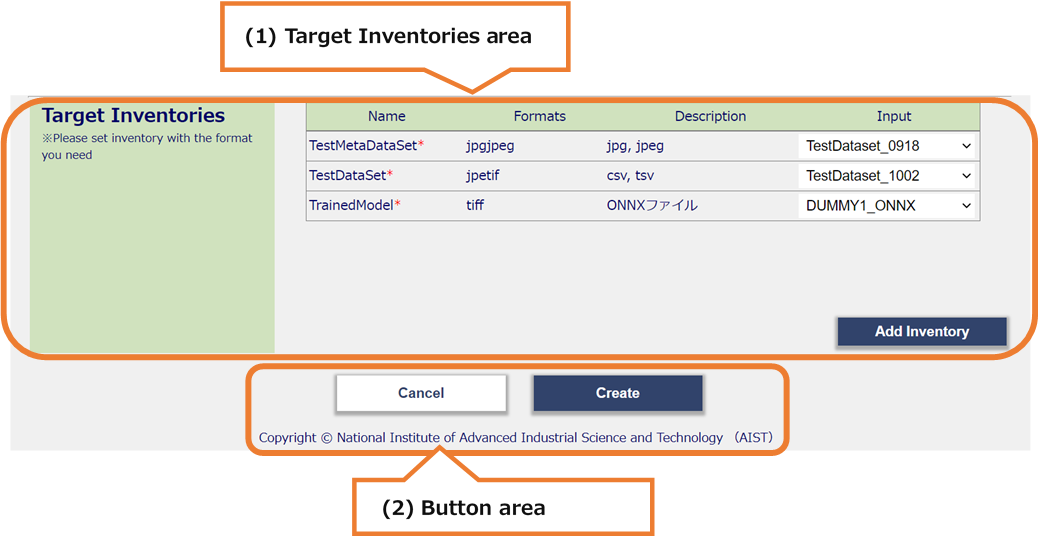 (1) Target Inventories area
Target Inventories
※Please set inventory with the format
you need
Name Formats Description Input
TestMetaDataSet* jpgjpeg jpg, jpeg TestDataset_0918
TestDataSet* jpetif csv, tsv TestDataset_1002
TrainedModel* tiff ONNXファイル DUMMY1_ONNX
Add Inventory
Cancel Create
Copyright © National Institute of Advanced Industrial Science and Technology （AIST）
(2) Button area